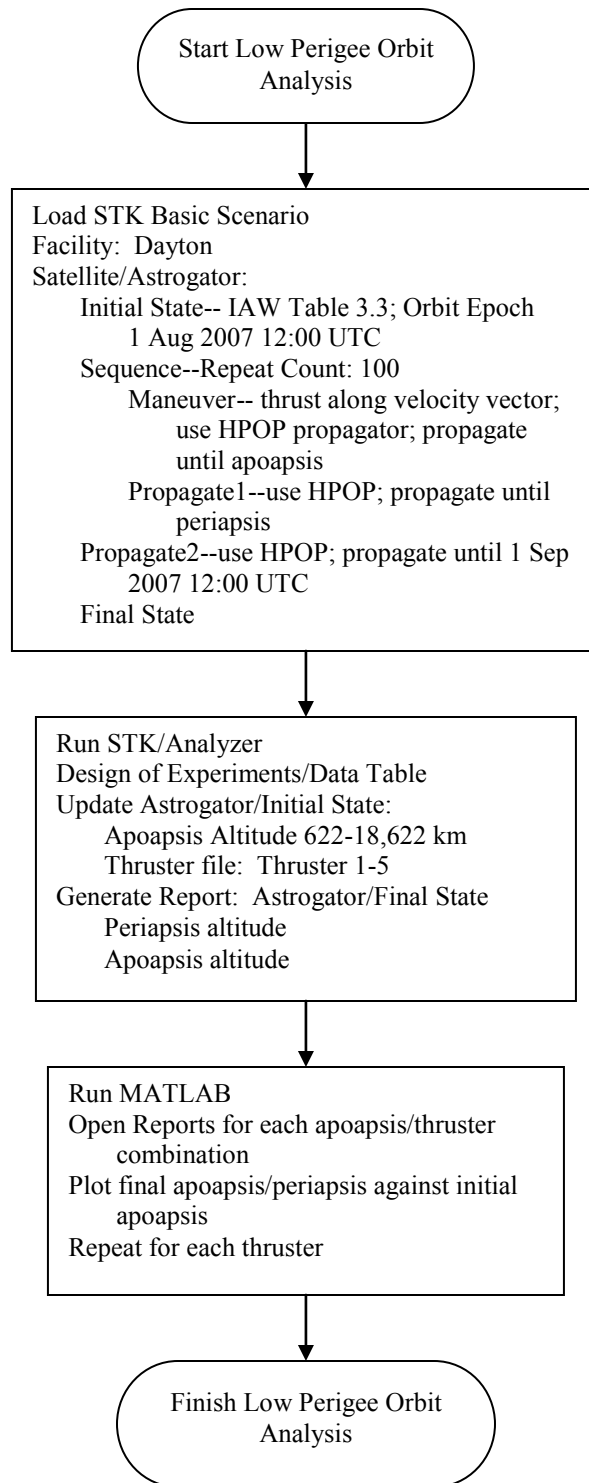 Start Low Perigee Orbit
Analysis
Load STK Basic Scenario
Facility:  Dayton
Satellite/Astrogator:
Initial State-- IAW Table 3.3; Orbit Epoch
1 Aug 2007 12:00 UTC
Sequence--Repeat Count: 100
Maneuver-- thrust along velocity vector;
use HPOP propagator; propagate
until apoapsis
Propagate1--use HPOP; propagate until
periapsis
Propagate2--use HPOP; propagate until 1 Sep
2007 12:00 UTC
Final State
Run STK/Analyzer
Design of Experiments/Data Table
Update Astrogator/Initial State:
Apoapsis Altitude 622-18,622 km
Thruster file:  Thruster 1-5
Generate Report:  Astrogator/Final State
Periapsis altitude
Apoapsis altitude
Run MATLAB
Open Reports for each apoapsis/thruster
combination
Plot final apoapsis/periapsis against initial
apoapsis
Repeat for each thruster
Finish Low Perigee Orbit
Analysis